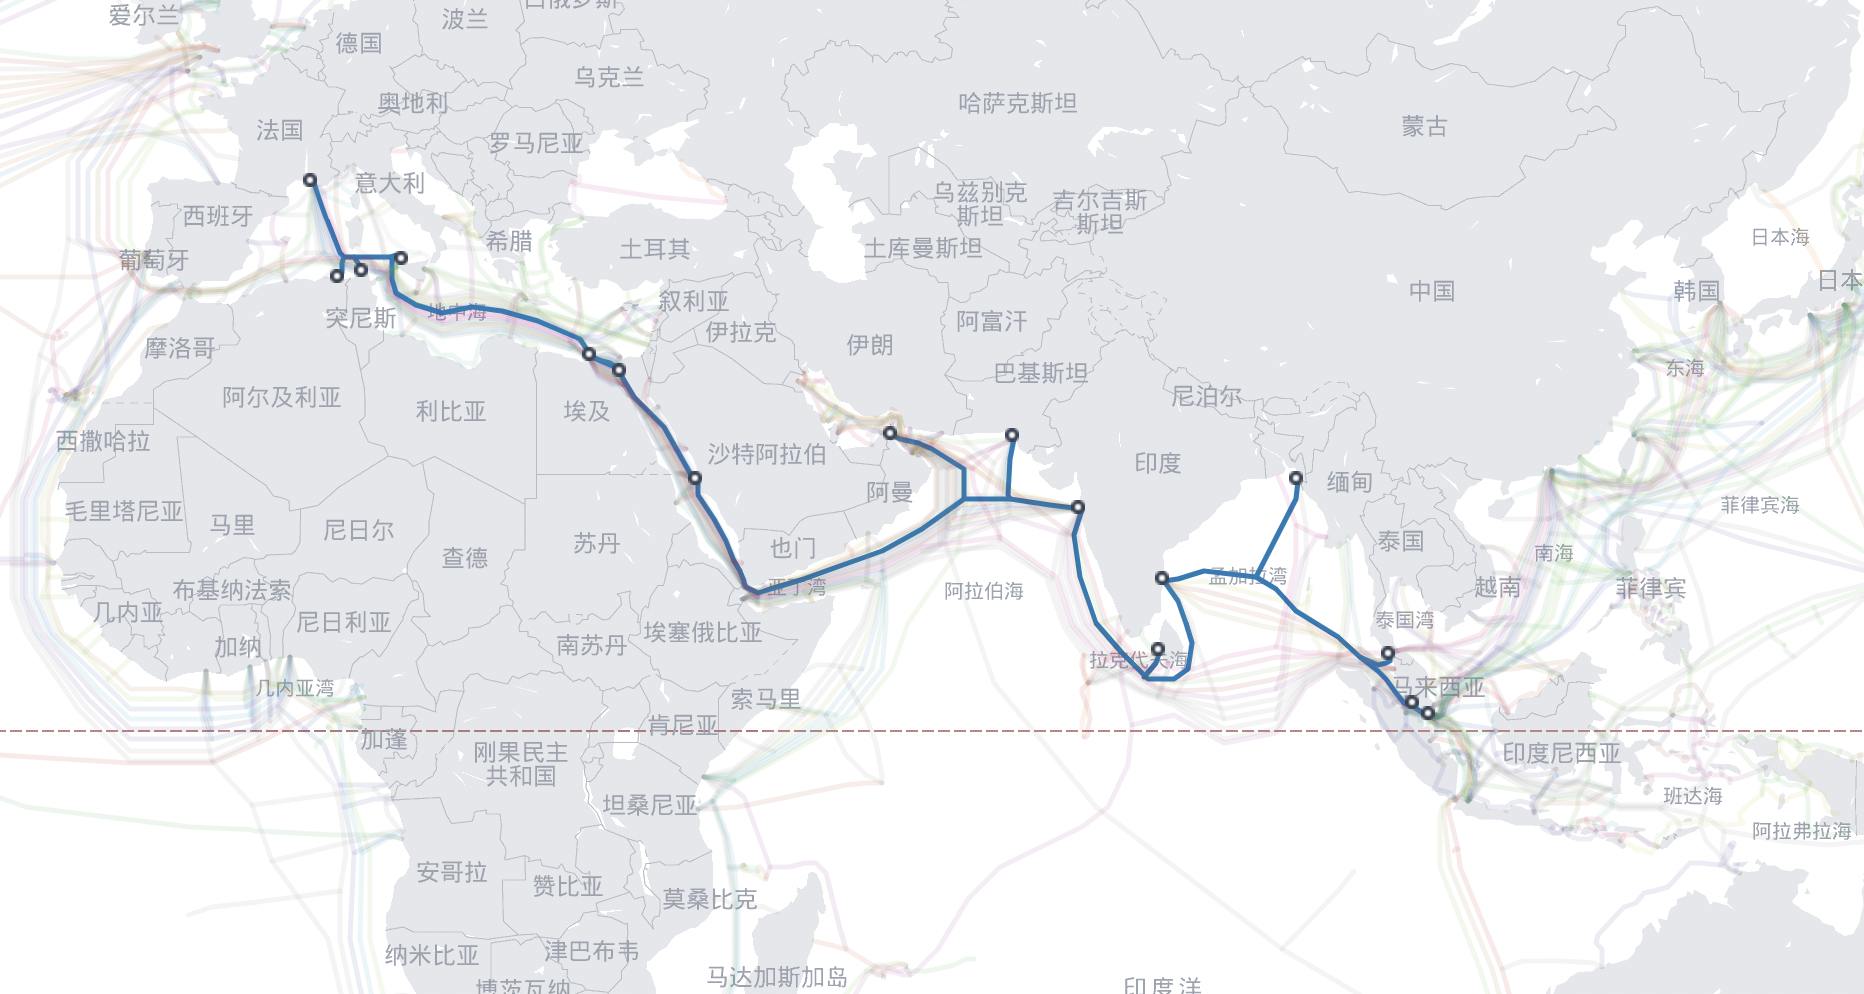 爱尔兰
波兰
白俄罗斯
德国
乌克兰
奥地利
哈萨克斯坦
法国
罗马尼亚
蒙古
意大利
乌兹别克
斯坦
吉尔吉斯
斯坦
西班牙
希腊
土耳其
土库曼斯坦
日本海
葡萄牙
日本
中国
韩国
叙利亚
地中海
突尼斯
伊拉克
阿富汗
伊朗
摩洛哥
巴基斯坦
东海
尼泊尔
阿尔及利亚
利比亚
埃及
西撒哈拉
沙特阿拉伯
印度
缅甸
阿曼
菲律宾海
毛里塔尼亚
马里
尼日尔
苏丹
也门
泰国
南海
查德
布基纳法索
亚丁湾
阿拉伯海
孟加拉湾
越南
菲律宾
几内亚
尼日利亚
泰国湾
加纳
南苏丹
埃塞俄比亚
拉克代夫海
几内亚湾
索马里
马来西亚
肯尼亚
加蓬
刚果民主
共和国
印度尼西亚
坦桑尼亚
班达海
阿拉弗拉海
安哥拉
赞比亚
莫桑比克
纳米比亚
津巴布韦
马达加斯加岛
博茨瓦纳
印度洋